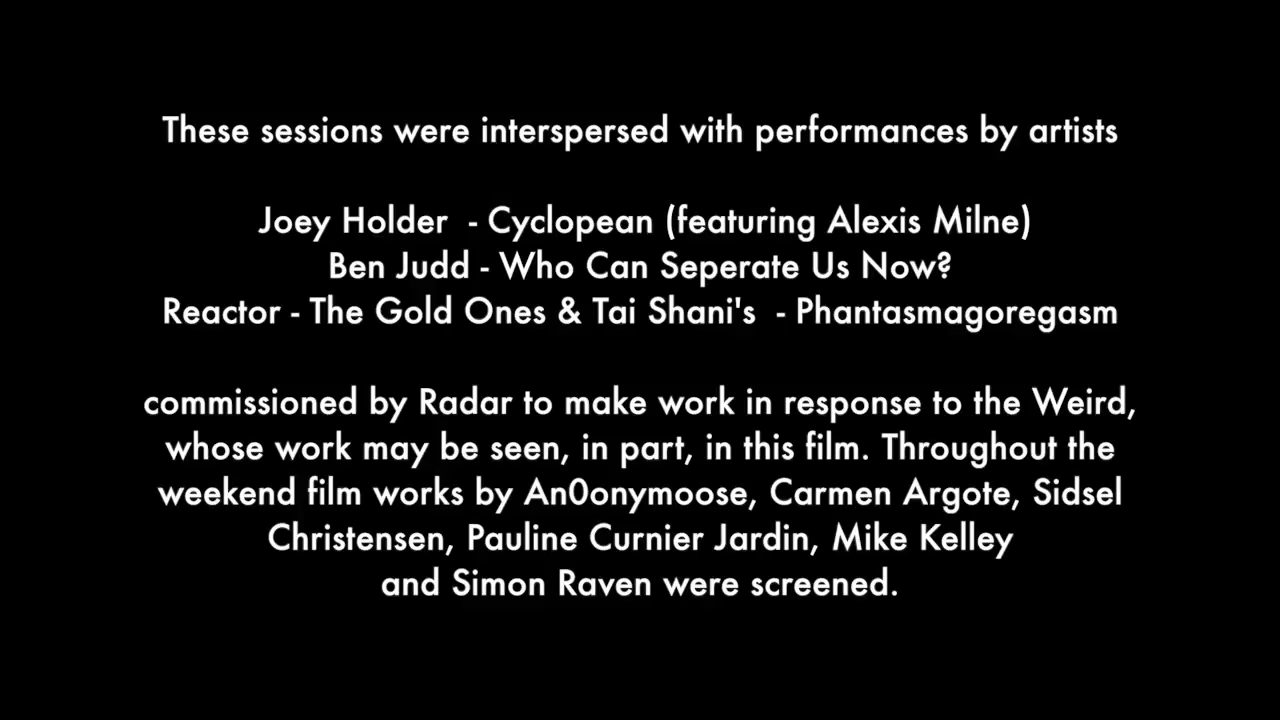 These sessions were interspersed with performances by artists
Joey Holder  - Cyclopean (featuring Alexis Milne)
Ben Judd - Who Can Seperate Us Now?
Reactor - The Gold Ones & Tai Shani's  - Phantasmagoregasm
commissioned by Radar to make work in response to the Weird,
whose work may be seen, in part, in this film. Throughout the
weekend film works by An0onymoose, Carmen Argote, Sidsel
Christensen, Pauline Curnier Jardin, Mike Kelley
and Simon Raven were screened.